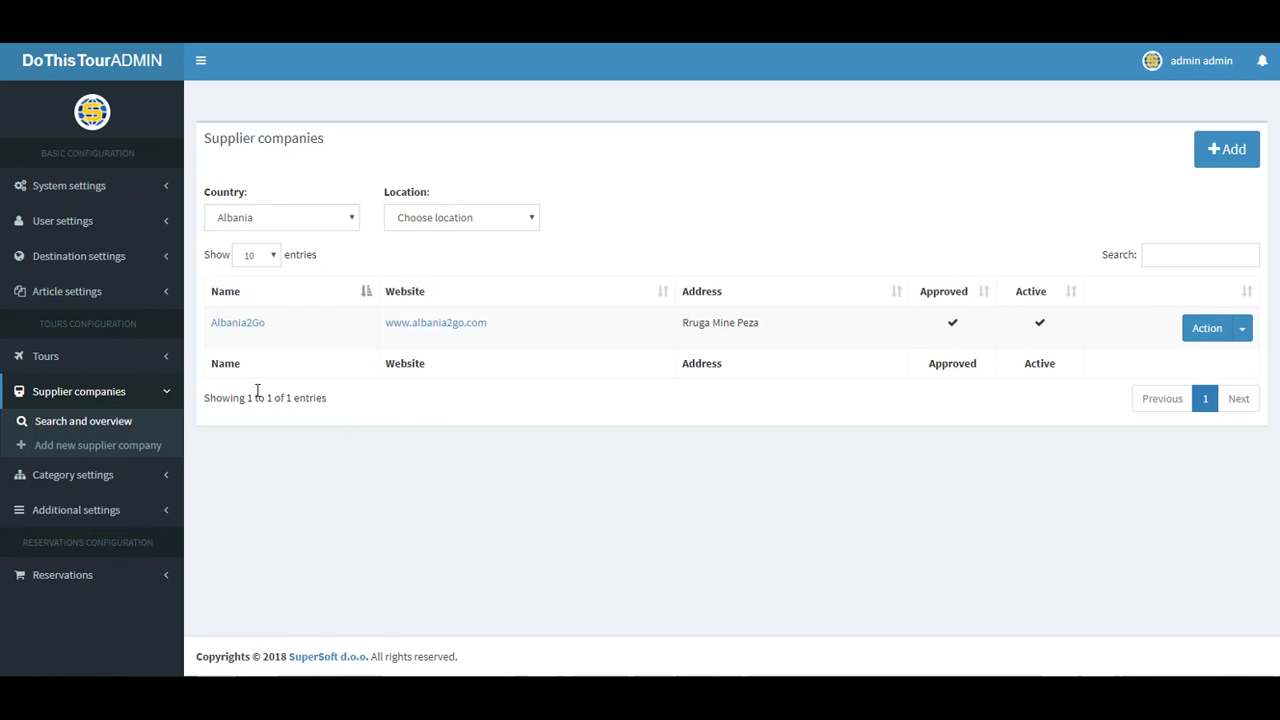 DoThisTourADMIN
admin admin
BASIC CONFIGURATION
System settings
User settings
Destination settings
Article settings
TOURS CONFIGURATION
Tours
Supplier companies
Search and overview
Add new supplier company
Category settings
Additional settings
RESERVATIONS CONFIGURATION
Reservations
Supplier companies
Add
Country:
Location:
Albania
Choose location
Show 10 entries
Search:
Name Website Address Approved Active
Albania2Go www.albania2go.com Rruga Mine Peza Action
Name Website Address Approved Active
Showing 1 to 1 of 1 entries
Previous 1 Next
Copyrights © 2018 SuperSoft d.o.o. All rights reserved.